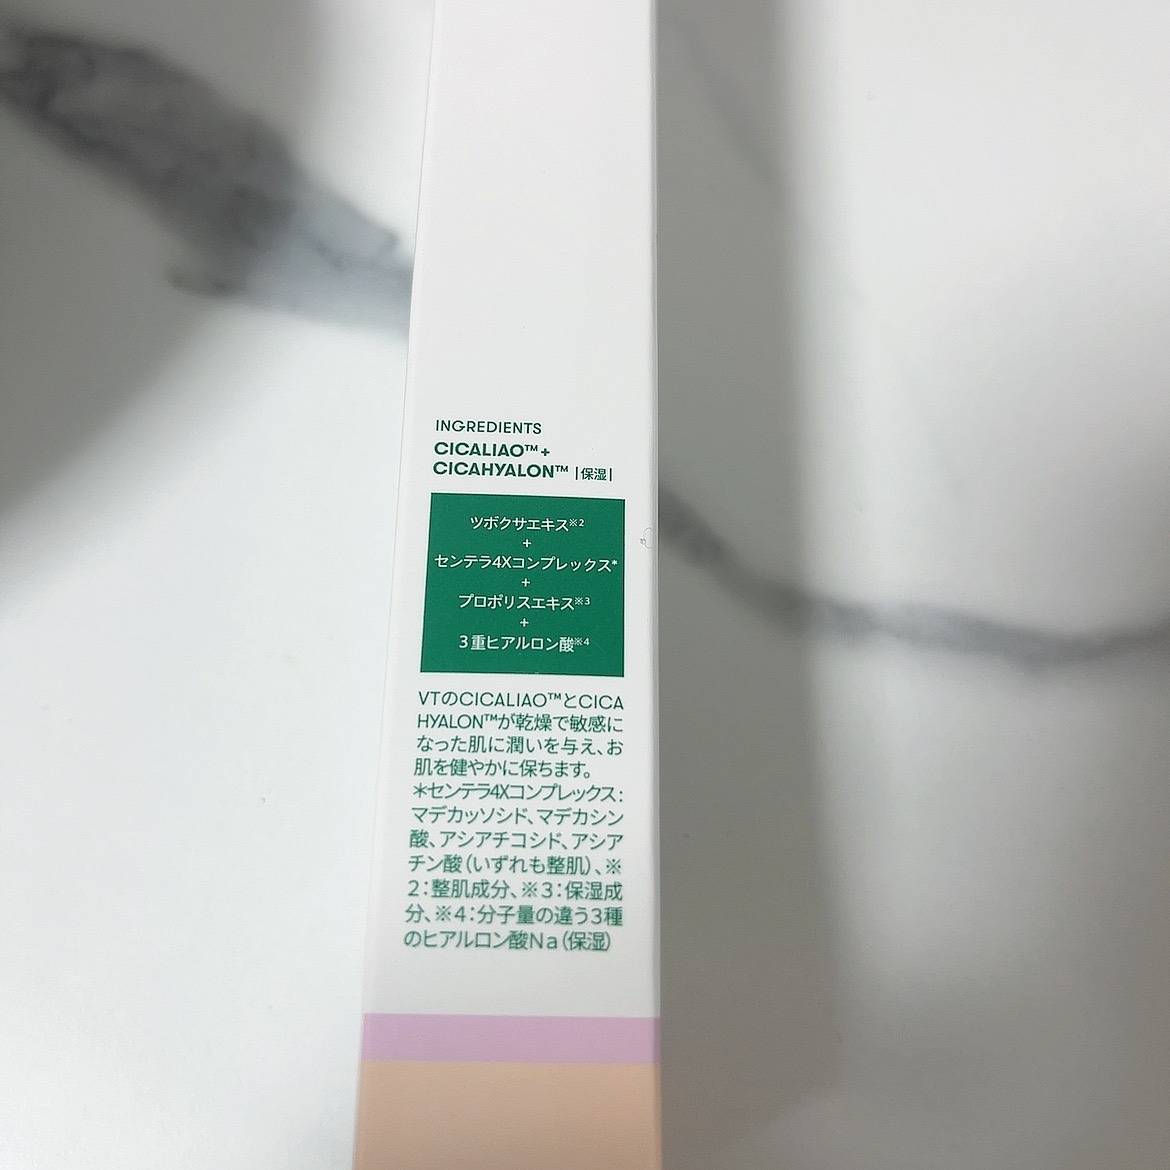 INGREDIENTS
CICALIAO™+
CICAHYALON™ |保湿|
ツボクサエキス※2
+
センテラ4Xコンプレックス*
+
プロポリスエキス※3
+
3重ヒアルロン酸※4
VTのCICALIAO™とCICA
HYALON™が乾燥で敏感に
なった肌に潤いを与え、お
肌を健やかに保ちます。
*センテラ4Xコンプレックス:
マデカッソシド、マデカシン
酸、アシアチコシド、アシア
チン酸(いずれも整肌)、※
2:整肌成分、※3:保湿成
分、※4:分子量の違う3種
のヒアルロン酸Na(保湿)